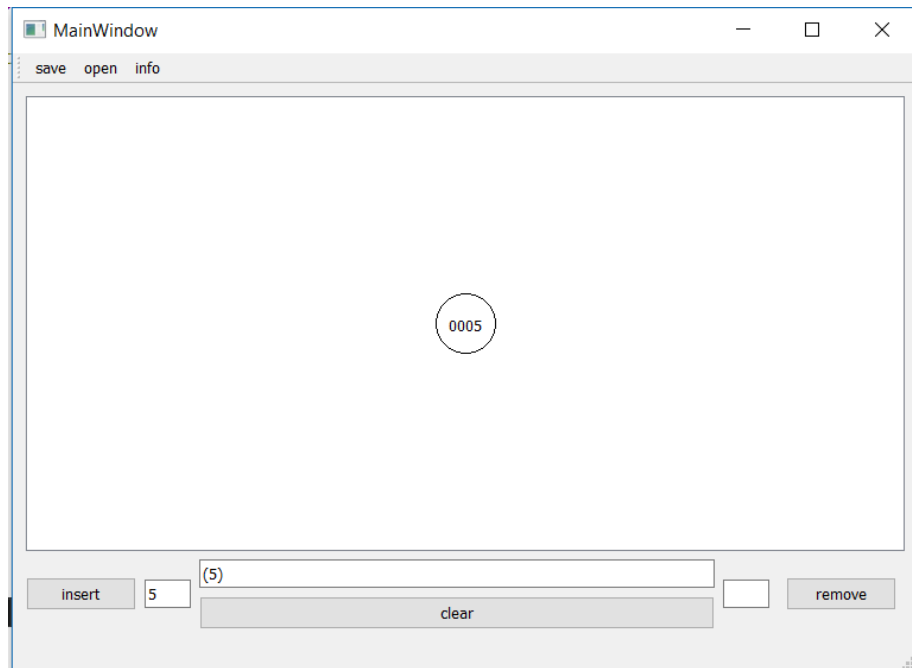 MainWindow
save open info
0005
(5)
insert 5 remove
clear